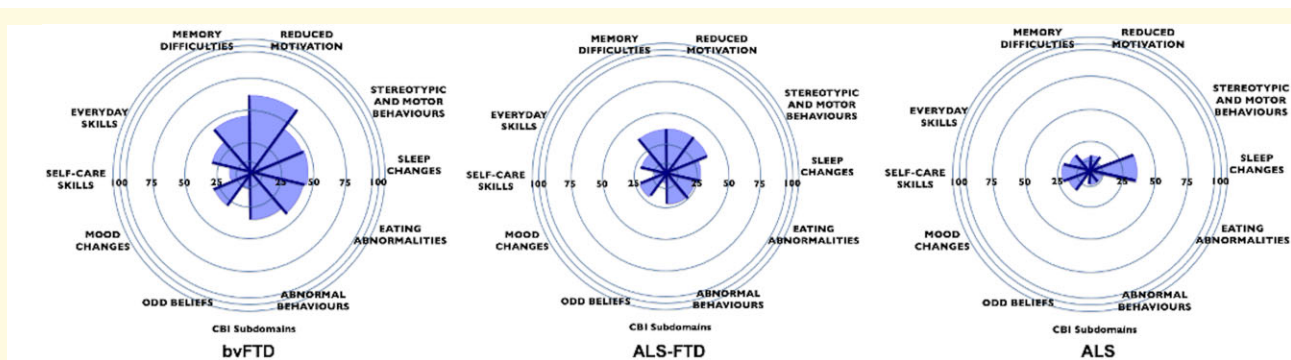 MEMORY
DIFFICULTIES
REDUCED
MOTIVATION
STEREOTYPIC
AND MOTOR
BEHAVIOURS
EVERYDAY
SKILLS
SLEEP
CHANGES
SELF-CARE
SKILLS
100 75 50 25 25 50 75 100
EATING
ABNORMALITIES
MOOD
CHANGES
ABNORMAL
BEHAVIOURS
ODD BELIEFS
CBI Subdomains
bvFTD
MEMORY
DIFFICULTIES
REDUCED
MOTIVATION
STEREOTYPIC
AND MOTOR
BEHAVIOURS
EVERYDAY
SKILLS
SLEEP
CHANGES
SELF-CARE
SKILLS
100 75 50 25 25 50 75 100
EATING
ABNORMALITIES
MOOD
CHANGES
ABNORMAL
BEHAVIOURS
ODD BELIEFS
CBI Subdomains
ALS-FTD
MEMORY
DIFFICULTIES
REDUCED
MOTIVATION
STEREOTYPIC
AND MOTOR
BEHAVIOURS
EVERYDAY
SKILLS
SLEEP
CHANGES
SELF-CARE
SKILLS
100 75 50 25 25 50 75 100
EATING
ABNORMALITIES
MOOD
CHANGES
ABNORMAL
BEHAVIOURS
ODD BELIEFS
CBI Subdomains
ALS